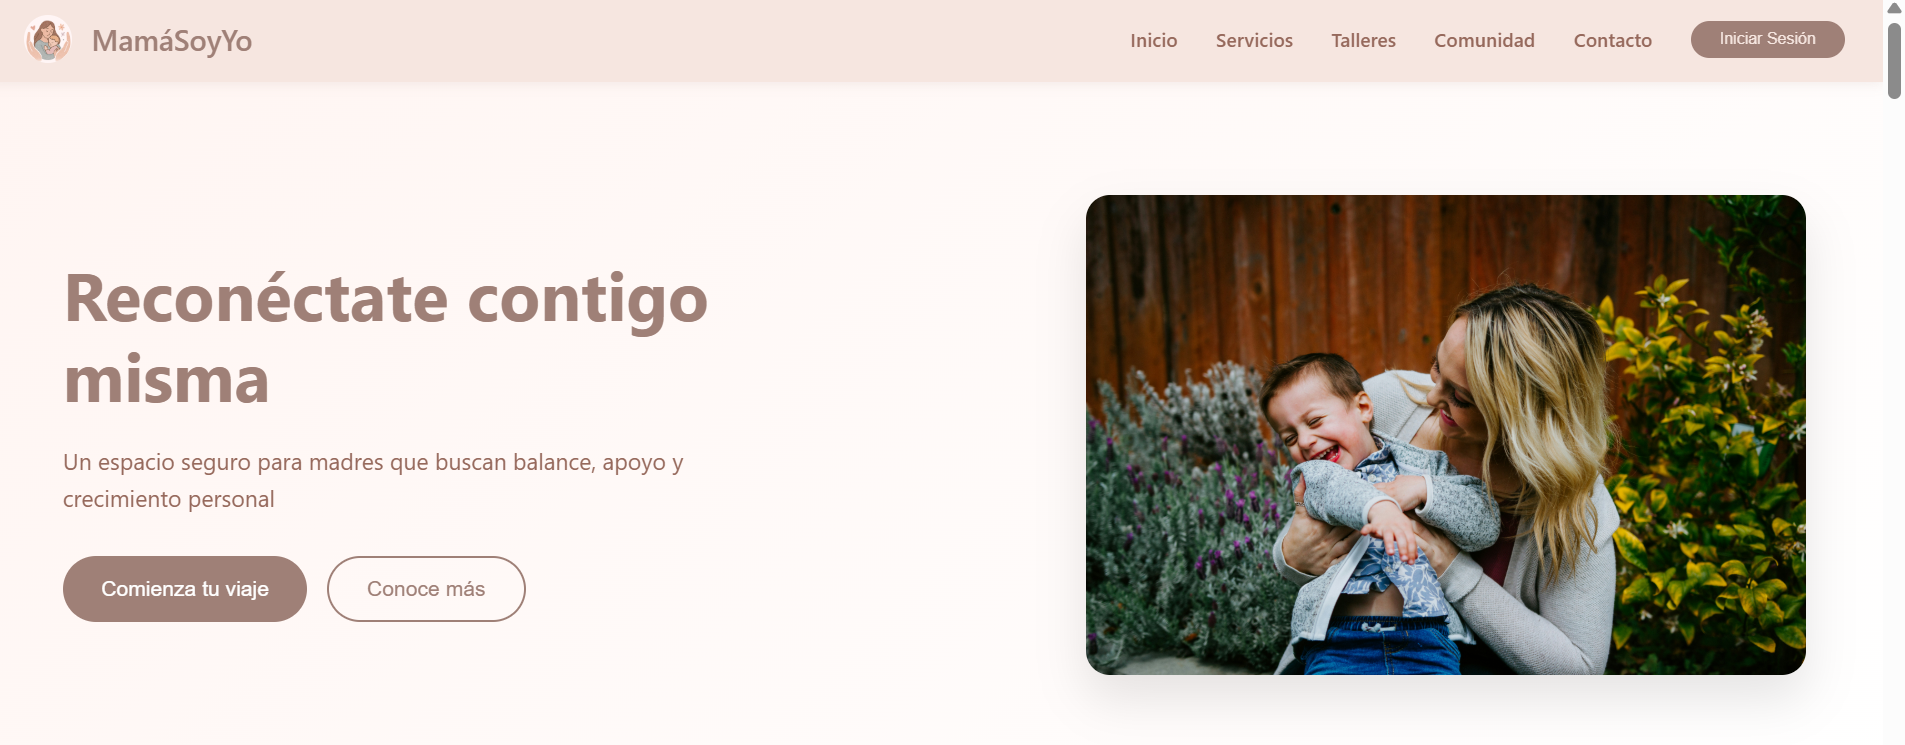 MamáSoyYo
Inicio
Servicios
Talleres
Comunidad
Contacto
Iniciar Sesión
Reconéctate contigo
misma
Un espacio seguro para madres que buscan balance, apoyo y
crecimiento personal
Comienza tu viaje
Conoce más